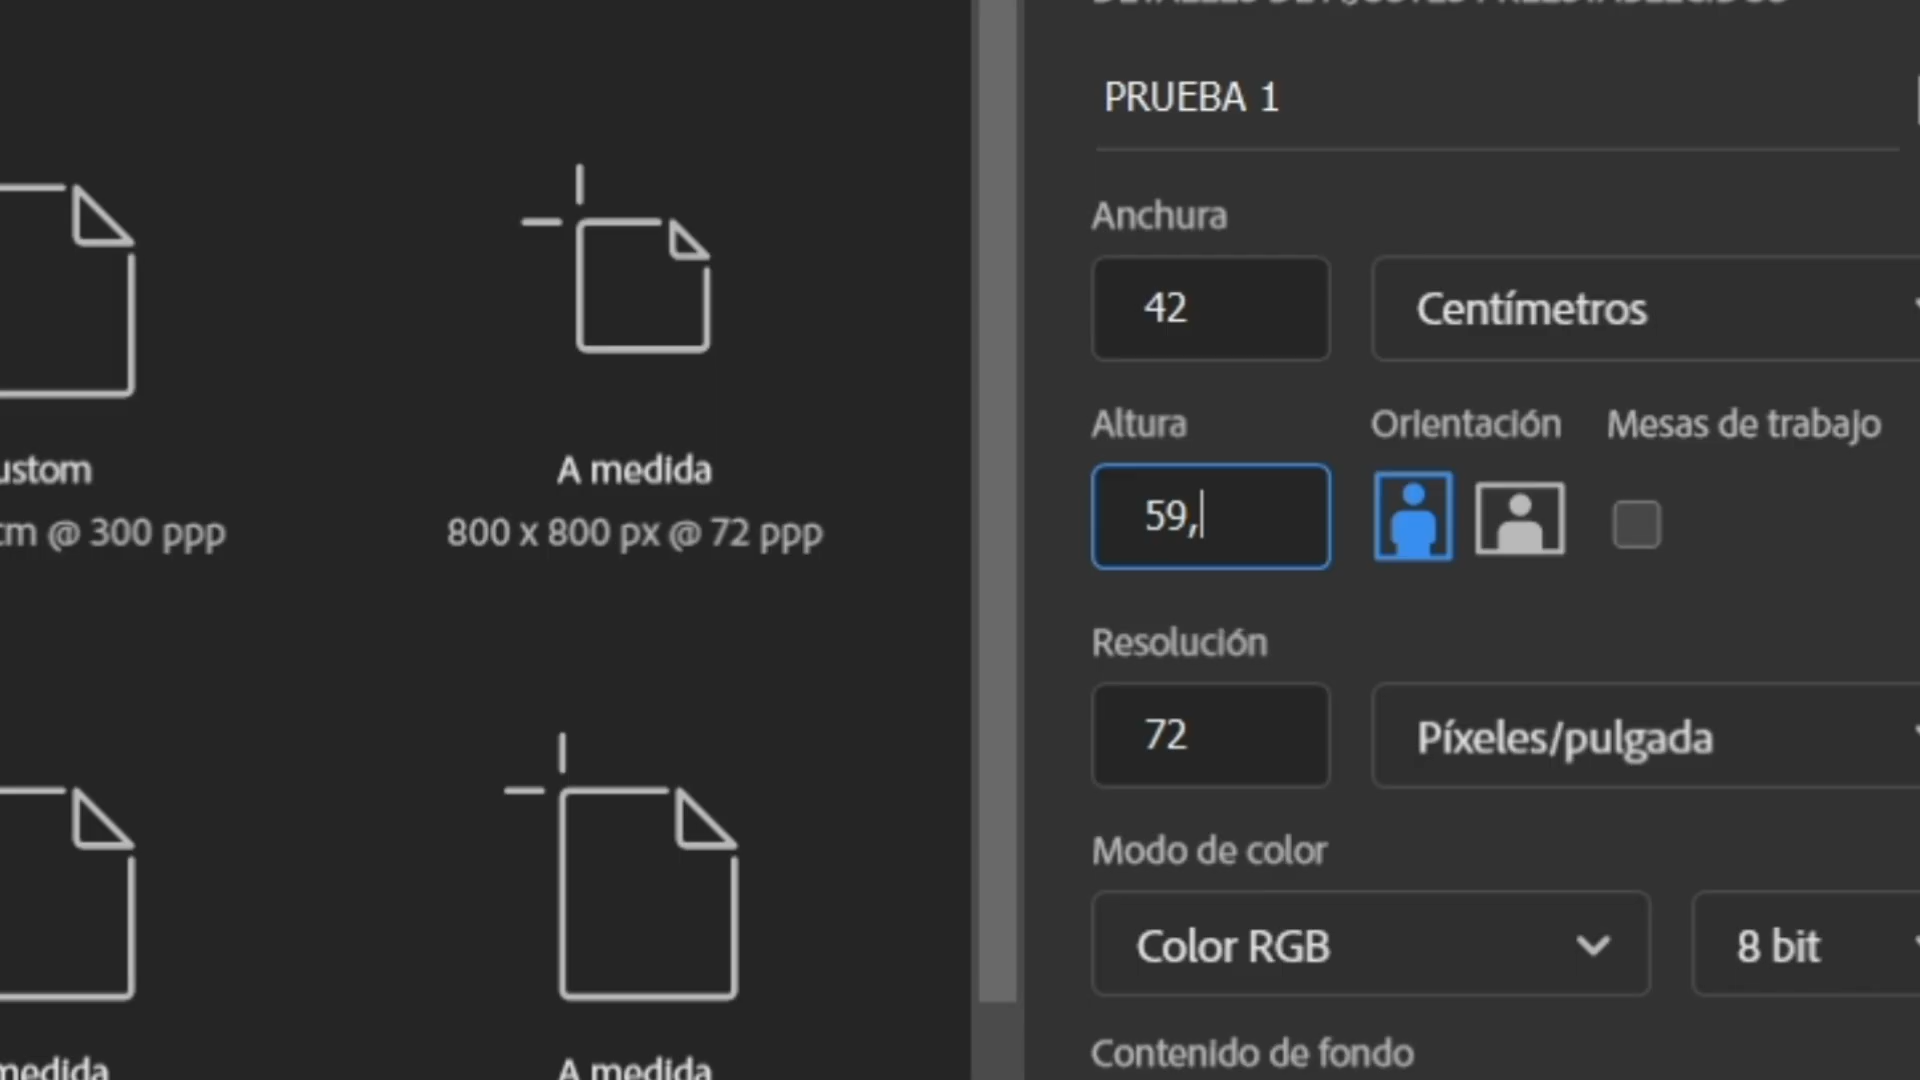 PRUEBA 1
Anchura
42
Centímetros
Altura
Orientación
Mesas de trabajo
59,
ustom
A medida
cm @ 300 ppp
800 x 800 px @ 72 ppp
Resolución
72
Píxeles/pulgada
Modo de color
Color RGB
8 bit
Contenido de fondo
medida
A medida